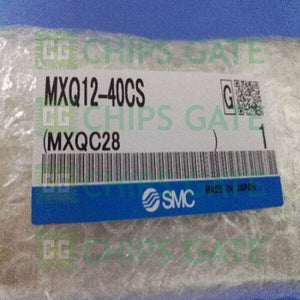 CHIPS GATE
MXQ12-40CS
G
(MXQC28 ) 1
MADE IN JAPAN
SMC
CHIPS GATE